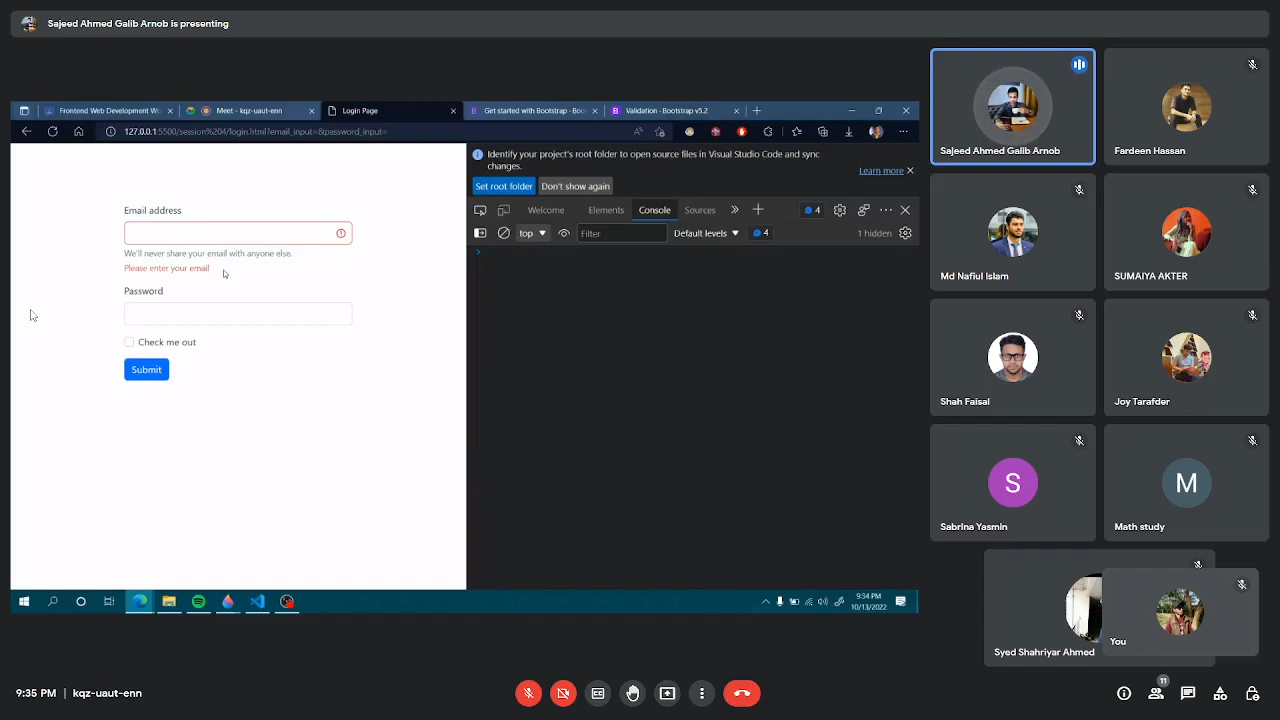 Sajeed Ahmed Galib Arnob is presenting
Frontend Web Development We
Meet - kqz-uaut-enn
Login Page
Get started with Bootstrap · Boo
Validation · Bootstrap v5.2
127.0.0.1:5500/session%204/login.html?email_input=&password_input=
Identify your project's root folder to open source files in Visual Studio Code and sync
changes.
Learn more
Set root folder
Don't show again
Welcome
Elements
Console
Sources
4
top
Filter
Default levels
4
1 hidden
Email address
We'll never share your email with anyone else.
Please enter your email
Password
Check me out
Submit
9:34 PM
10/13/2022
Sajeed Ahmed Galib Arnob
Fardeen Hassan
Md Nafiul Islam
SUMAIYA AKTER
Shah Faisal
Joy Tarafder
S
Sabrina Yasmin
M
Math study
Syed Shahriyar Ahmed
You
9:35 PM | kqz-uaut-enn
11